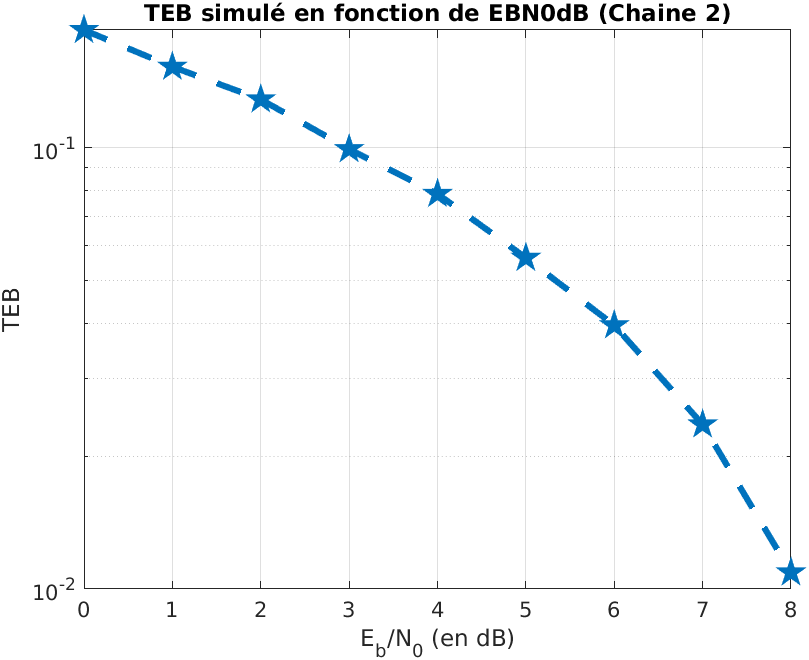 TEB simulé en fonction de EBN0dB (Chaine 2)
10^-1
TEB
10^-2
0 1 2 3 4 5 6 7 8
E_b/N_0 (en dB)